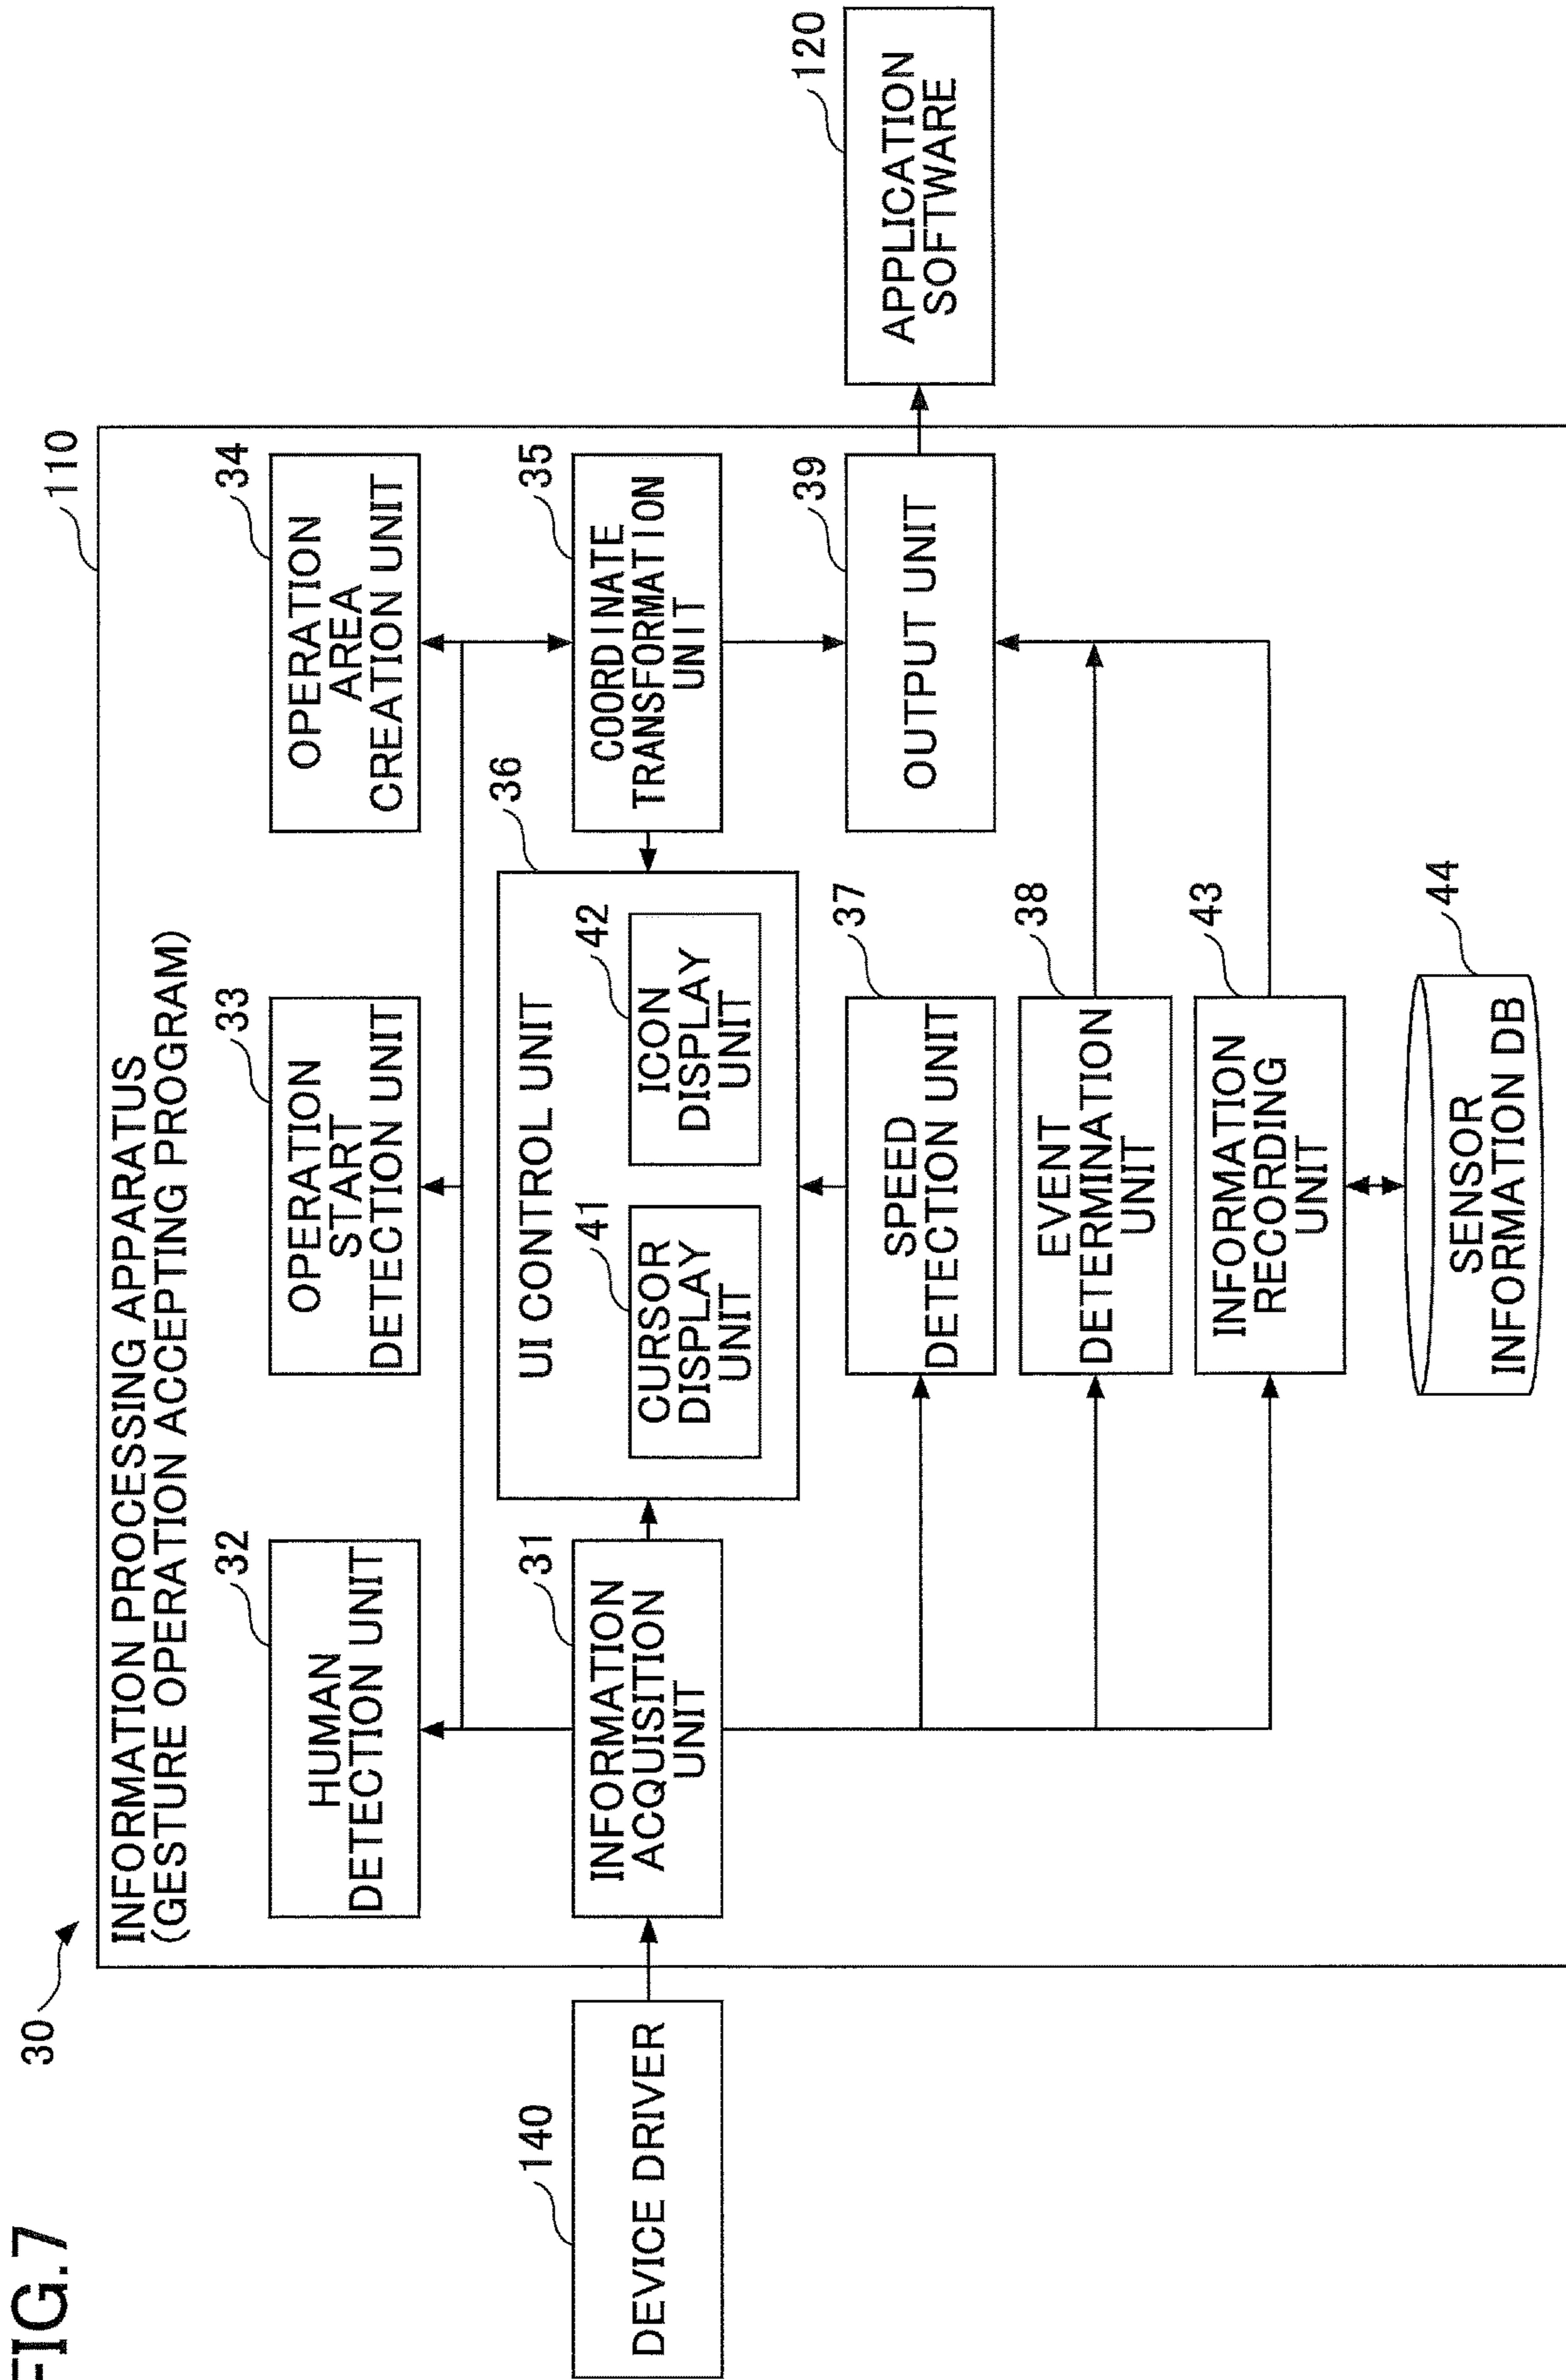 FIG.7
30
110
INFORMATION PROCESSING APPARATUS
(GESTURE OPERATION ACCEPTING PROGRAM)
32
HUMAN
DETECTION UNIT
33
OPERATION
START
DETECTION UNIT
34
OPERATION
AREA
CREATION UNIT
140
DEVICE DRIVER
31
INFORMATION
ACQUISITION
UNIT
36
UI CONTROL UNIT
41
CURSOR
DISPLAY
UNIT
42
ICON
DISPLAY
UNIT
35
COORDINATE
TRANSFORMATION
UNIT
37
SPEED
DETECTION UNIT
39
OUTPUT UNIT
120
APPLICATION
SOFTWARE
38
EVENT
DETERMINATION
UNIT
43
INFORMATION
RECORDING
UNIT
44
SENSOR
INFORMATION DB